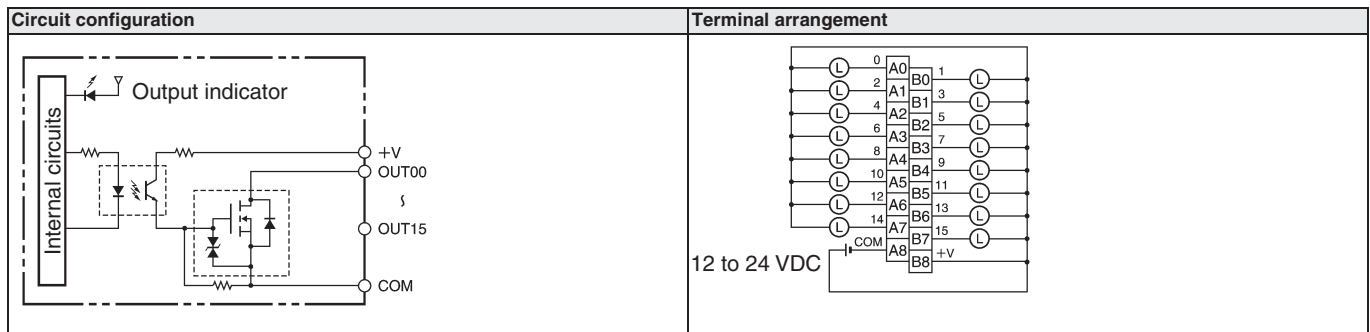 Circuit configuration
Terminal arrangement
Output indicator
Internal circuits
+V
OUT00
∫
OUT15
COM
0 A0 B0 1
2 A1 B1 3
4 A2 B2 5
6 A3 B3 7
8 A4 B4 9
10 A5 B5 11
12 A6 B6 13
14 A7 B7 15
COM A8 B8 +V
L L
L L
L L
L L
L L
L L
L L
L L
12 to 24 VDC